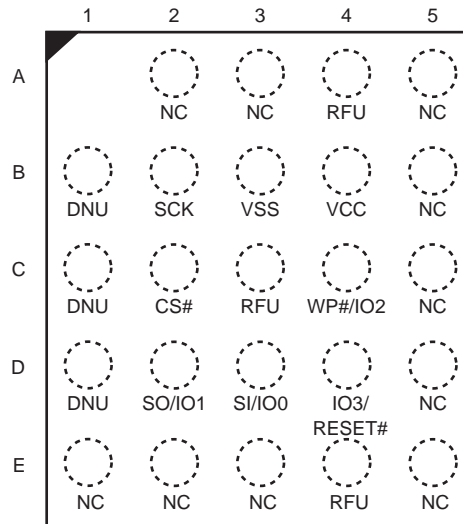 1 2 3 4 5
A
NC NC RFU NC
B
DNU SCK VSS VCC NC
C
DNU CS# RFU WP#/IO2 NC
D
DNU SO/IO1 SI/IO0 IO3/ NC
RESET#
E
NC NC NC RFU NC